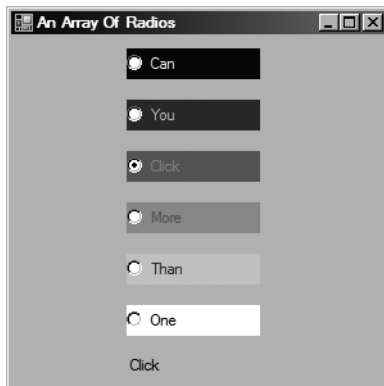 An Array Of Radios
Can
You
Click
More
Than
One
Click